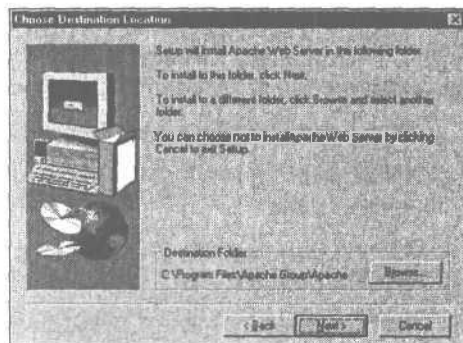 Choose Destination Location
Setup will install Apache Web Server in the following folder.
To install to this folder, click Next.
To install to a different folder, click Browse and select another
folder.
You can choose not to install Apache Web Server by clicking
Cancel to exit Setup.
Destination Folder
C:\Program Files\Apache Group\Apache
Browse...
< Back
Next >
Cancel